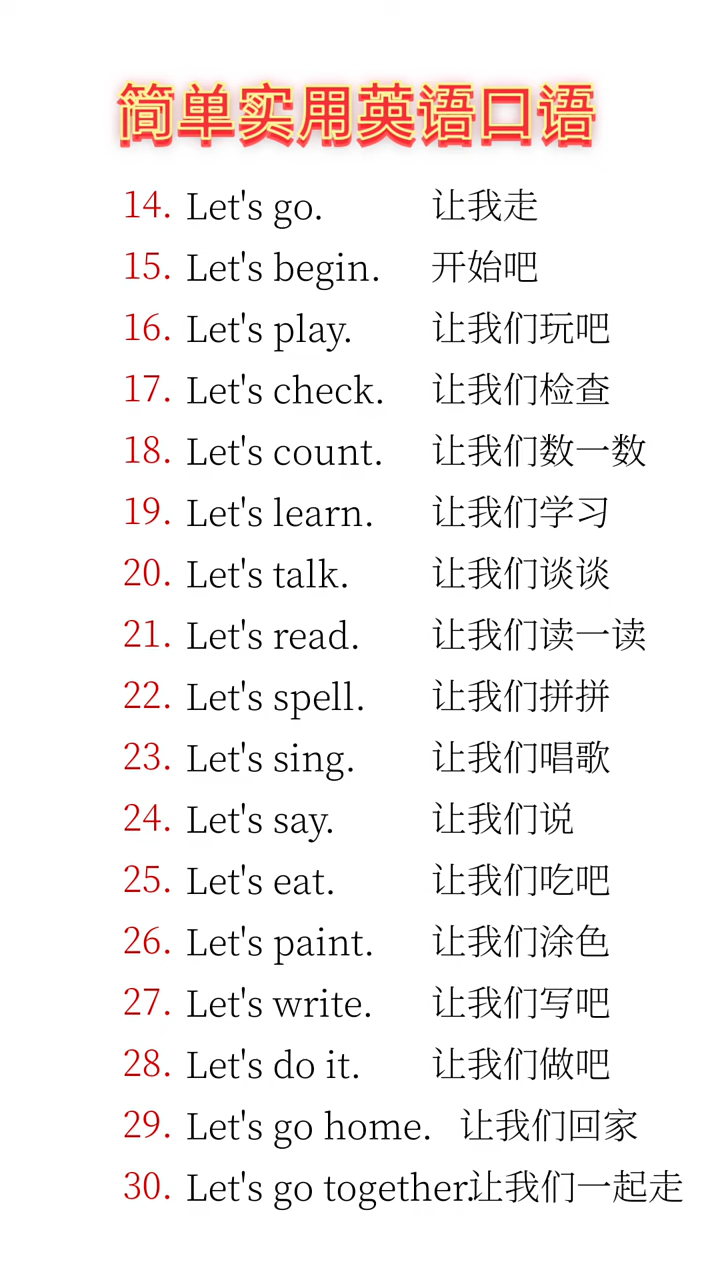 简单实用英语口语
14. Let's go. 让我走
15. Let's begin. 开始吧
16. Let's play. 让我们玩吧
17. Let's check. 让我们检查
18. Let's count. 让我们数一数
19. Let's learn. 让我们学习
20. Let's talk. 让我们谈谈
21. Let's read. 让我们读一读
22. Let's spell. 让我们拼拼
23. Let's sing. 让我们唱歌
24. Let's say. 让我们说
25. Let's eat. 让我们吃吧
26. Let's paint. 让我们涂色
27. Let's write. 让我们写吧
28. Let's do it. 让我们做吧
29. Let's go home. 让我们回家
30. Let's go together.让我们一起走